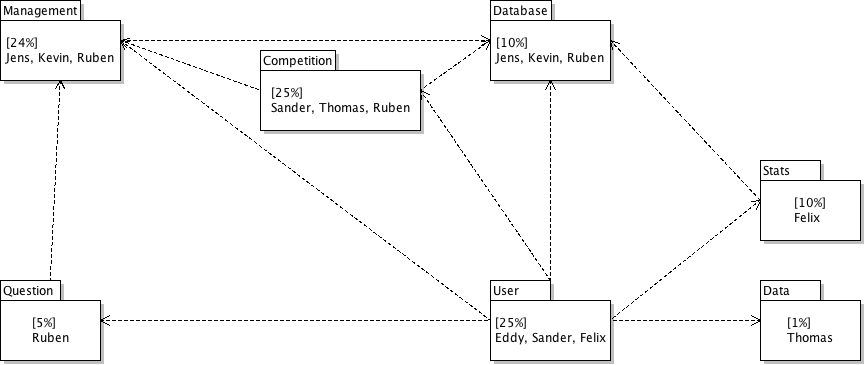 Management
[24%]
Jens, Kevin, Ruben
Database
[10%]
Jens, Kevin, Ruben
Competition
[25%]
Sander, Thomas, Ruben
Stats
[10%]
Felix
Question
[5%]
Ruben
User
[25%]
Eddy, Sander, Felix
Data
[1%]
Thomas